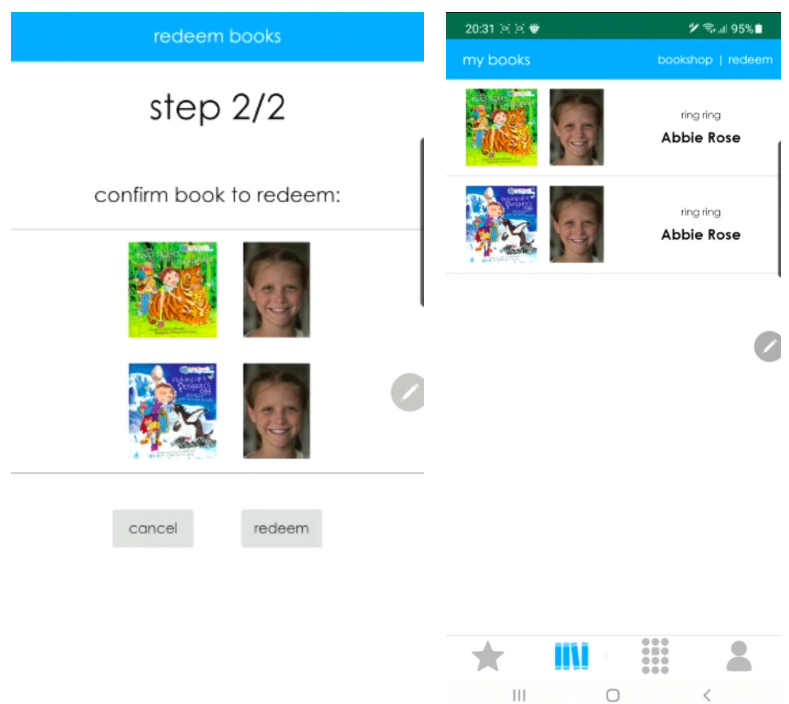 redeem books
step 2/2
confirm book to redeem:
cancel
redeem
20:31
95%
my books
bookshop | redeem
ring ring
Abbie Rose
ring ring
Abbie Rose